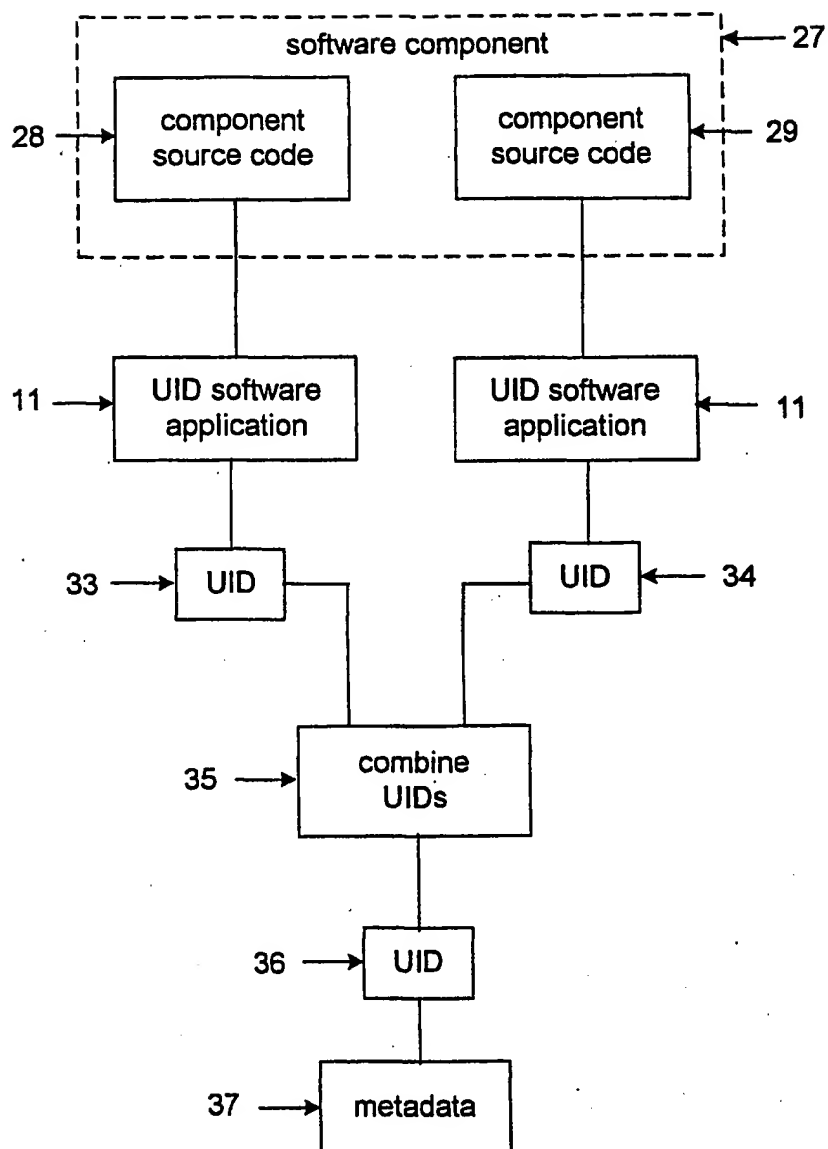 software component
27
28
component
source code
component
source code
29
11
UID software
application
UID software
application
11
33
UID
UID
34
35
combine
UIDs
36
UID
37
metadata